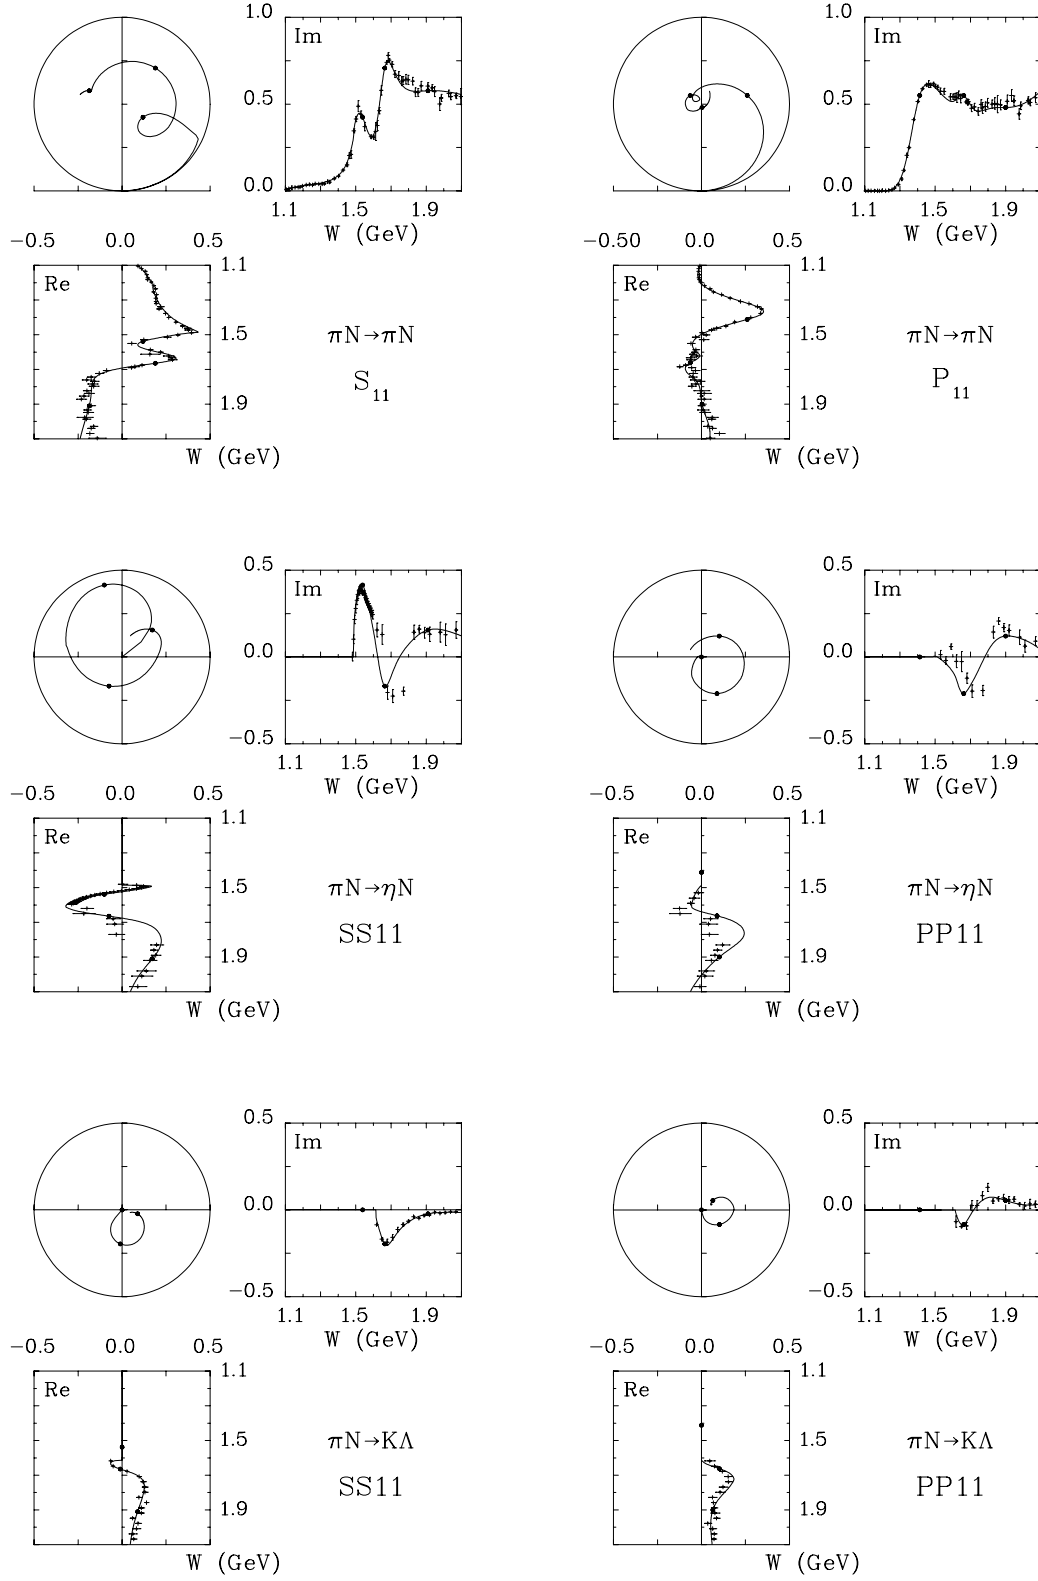 1.0 Im 1.0 Im
0.5 0.5
0.0 0.0
1.1 1.5 1.9 1.1 1.5 1.9
W (GeV) W (GeV)
−0.5 0.0 0.5 −0.50 0.0 0.5
Re 1.1 Re 1.1
1.5 πN→πN 1.5 πN→πN
S11 P11
1.9 1.9
W (GeV) W (GeV)
0.5 Im 0.5 Im
0.0 0.0
−0.5 −0.5
1.1 1.5 1.9 1.1 1.5 1.9
W (GeV) W (GeV)
−0.5 0.0 0.5 −0.5 0.0 0.5
Re 1.1 Re 1.1
1.5 πN→ηN 1.5 πN→ηN
SS11 PP11
1.9 1.9
W (GeV) W (GeV)
0.5 Im 0.5 Im
0.0 0.0
−0.5 −0.5
1.1 1.5 1.9 1.1 1.5 1.9
W (GeV) W (GeV)
−0.5 0.0 0.5 −0.5 0.0 0.5
Re 1.1 Re 1.1
1.5 πN→KΛ 1.5 πN→KΛ
SS11 PP11
1.9 1.9
W (GeV) W (GeV)